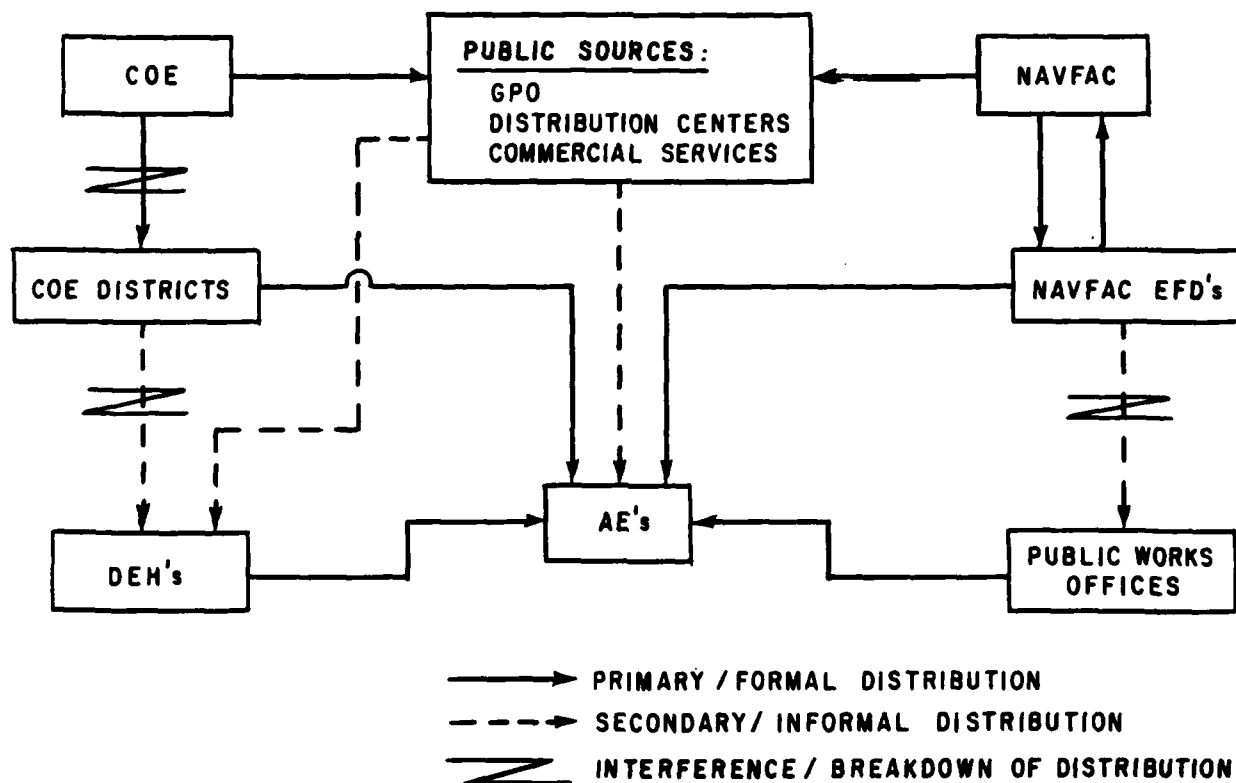 COE
PUBLIC SOURCES:
GPO
DISTRIBUTION CENTERS
COMMERCIAL SERVICES
NAVFAC
COE DISTRICTS
NAVFAC EFD's
DEH's
AE's
PUBLIC WORKS
OFFICES
PRIMARY / FORMAL DISTRIBUTION
SECONDARY / INFORMAL DISTRIBUTION
INTERFERENCE / BREAKDOWN OF DISTRIBUTION